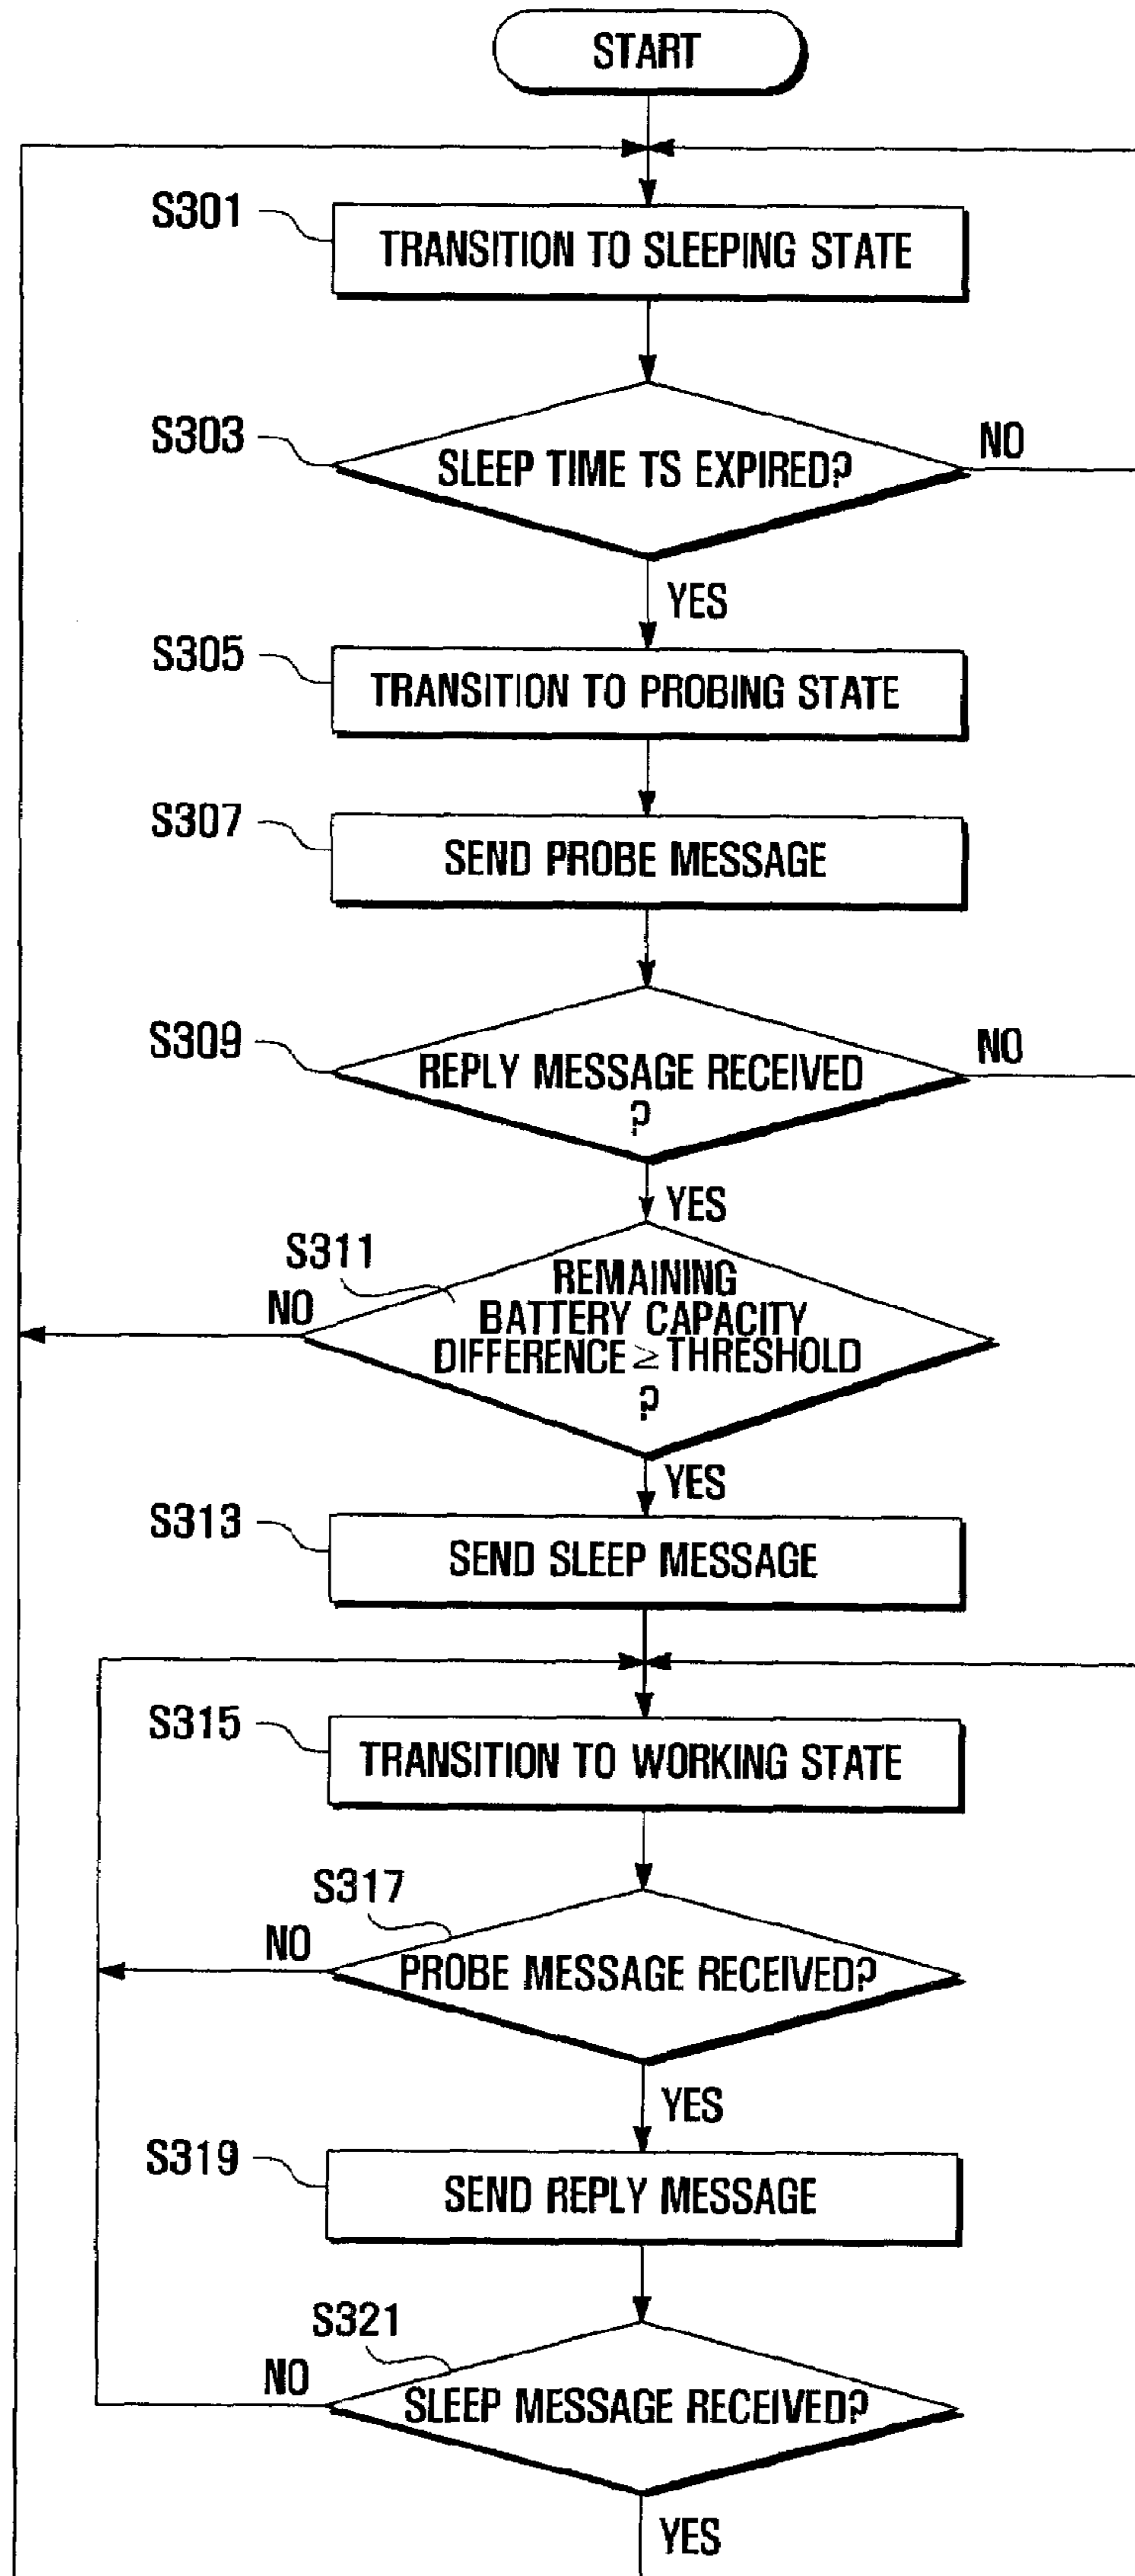 START
S301
TRANSITION TO SLEEPING STATE
S303
SLEEP TIME TS EXPIRED?
NO
YES
S305
TRANSITION TO PROBING STATE
S307
SEND PROBE MESSAGE
S309
REPLY MESSAGE RECEIVED
?
NO
YES
S311
NO
REMAINING
BATTERY CAPACITY
DIFFERENCE ≥ THRESHOLD
?
YES
S313
SEND SLEEP MESSAGE
S315
TRANSITION TO WORKING STATE
S317
NO
PROBE MESSAGE RECEIVED?
YES
S319
SEND REPLY MESSAGE
S321
NO
SLEEP MESSAGE RECEIVED?
YES